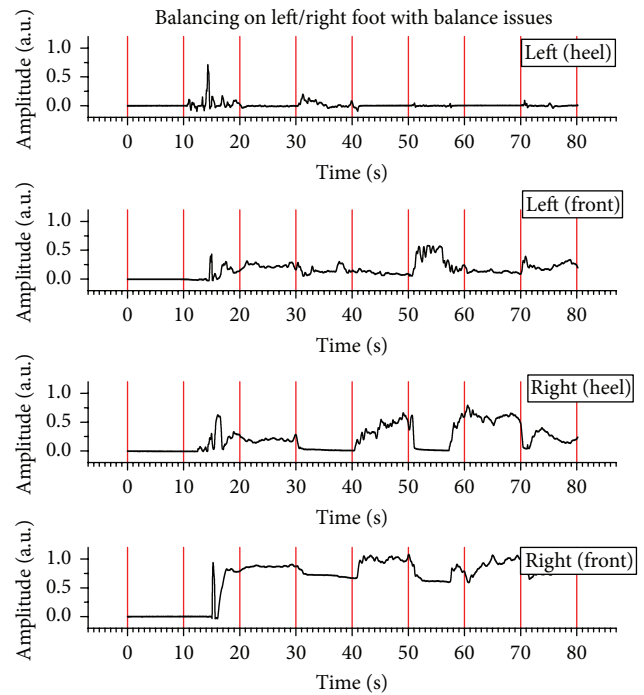 Balancing on left/right foot with balance issues
Left (heel)
Amplitude (a.u.)
1.0
0.5
0.0
0 10 20 30 40 50 60 70 80
Time (s)
Left (front)
Amplitude (a.u.)
1.0
0.5
0.0
0 10 20 30 40 50 60 70 80
Time (s)
Right (heel)
Amplitude (a.u.)
1.0
0.5
0.0
0 10 20 30 40 50 60 70 80
Time (s)
Right (front)
Amplitude (a.u.)
1.0
0.5
0.0
0 10 20 30 40 50 60 70 80
Time (s)